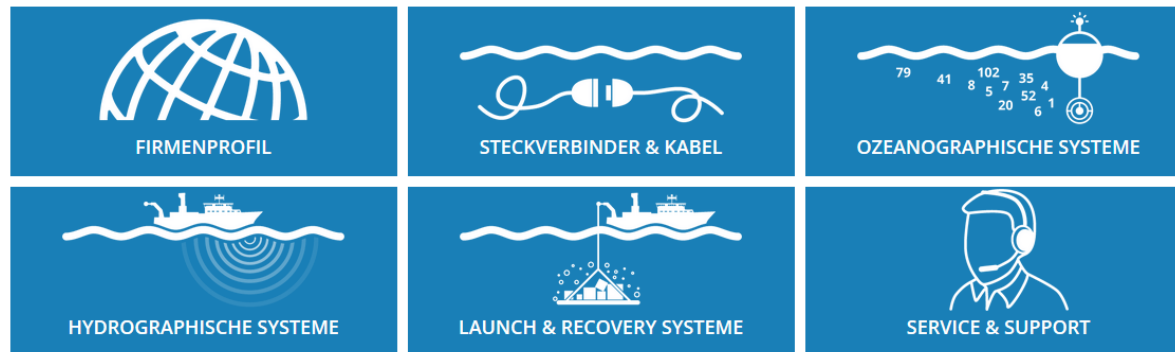 FIRMENPROFIL
STECKVERBINDER & KABEL
79
41
102
8
5
7
35
4
52
20
1
6
OZEANOGRAPHISCHE SYSTEME
HYDROGRAPHISCHE SYSTEME
LAUNCH & RECOVERY SYSTEME
SERVICE & SUPPORT